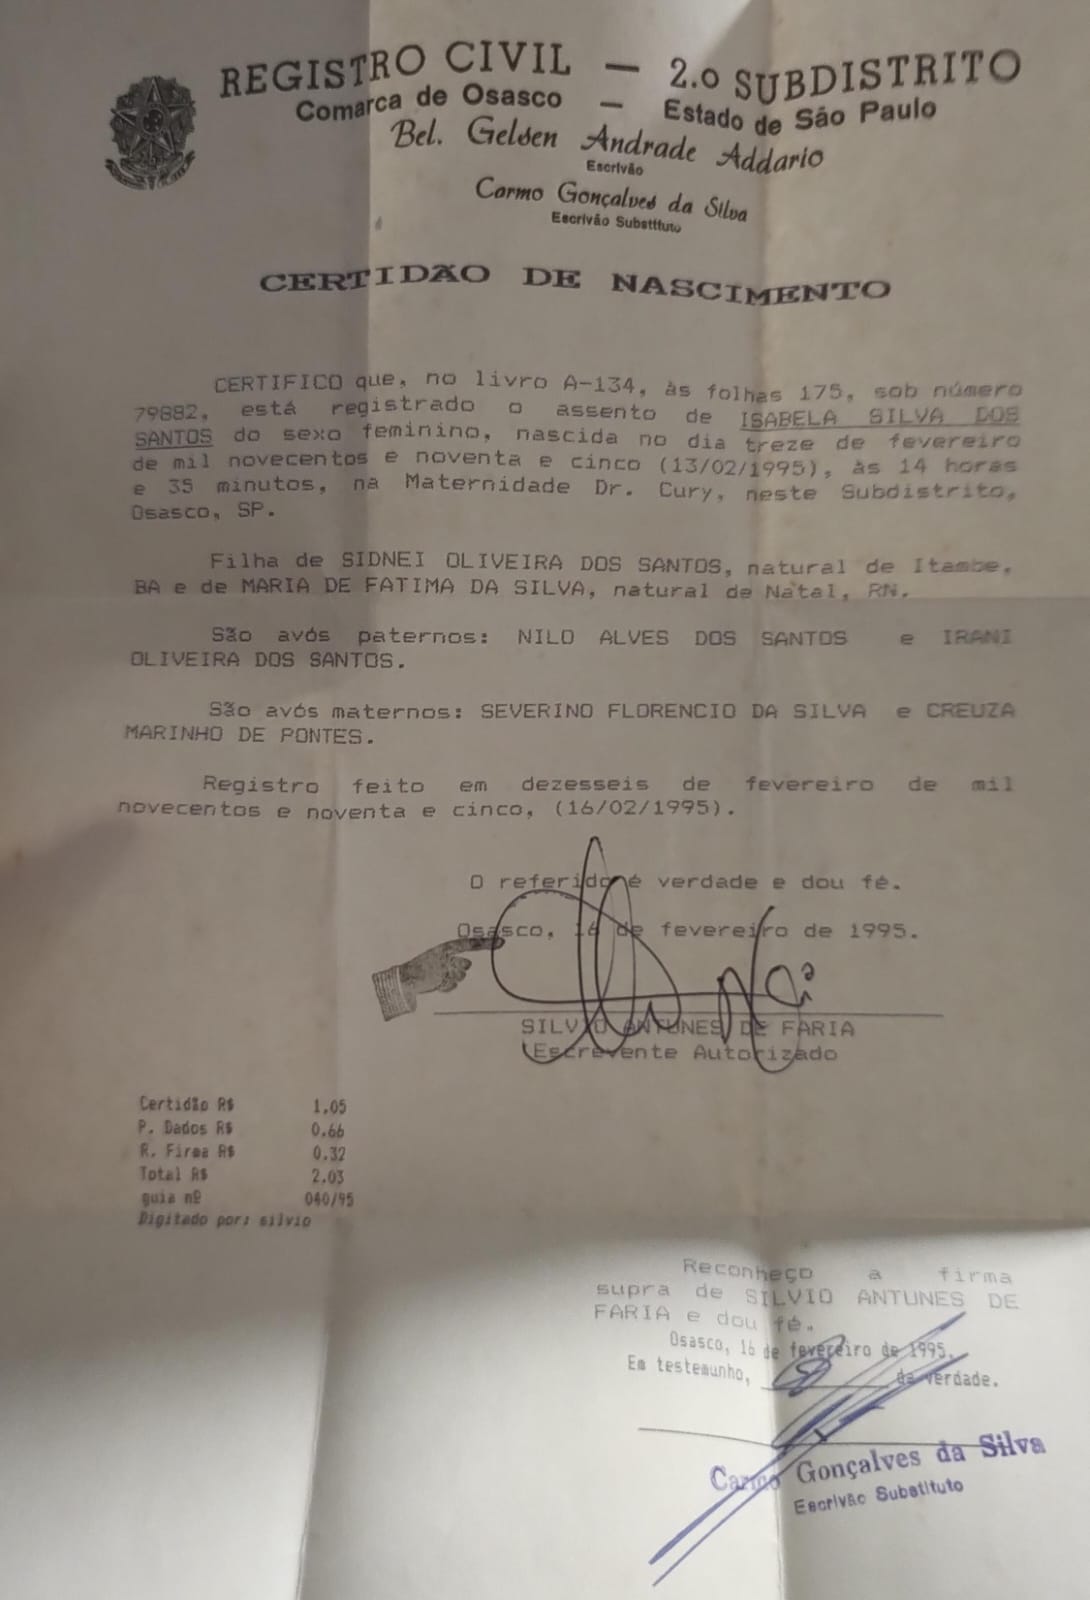 REGISTRO CIVIL — 2.o SUBDISTRITO
Comarca de Osasco — Estado de São Paulo
Bel. Gelsen Andrade Addario
Escrivão
Carmo Gonçalves da Silva
Escrivão Substituto
CERTIDÃO DE NASCIMENTO
CERTIFICO que, no livro A-134, às folhas 175, sob número
79882, está registrado o assento de ISABELA SILVA DOS
SANTOS do sexo feminino, nascida no dia treze de fevereiro
de mil novecentos e noventa e cinco (13/02/1995), às 14 horas
e 35 minutos, na Maternidade Dr. Cury, neste Subdistrito,
Osasco, SP.
Filha de SIDNEI OLIVEIRA DOS SANTOS, natural de Itambe,
BA e de MARIA DE FATIMA DA SILVA, natural de Natal, RN.
São avós paternos: NILO ALVES DOS SANTOS e IRANI
OLIVEIRA DOS SANTOS.
São avós maternos: SEVERINO FLORENCIO DA SILVA e CREUZA
MARINHO DE PONTES.
Registro feito em dezesseis de fevereiro de mil
novecentos e noventa e cinco, (16/02/1995).
O referido é verdade e dou fé.
Osasco, 16 de fevereiro de 1995.
SILVIO ANTUNES DE FARIA
Escrevente Autorizado
Certidão R$ 1.05
P. Dados R$ 0.66
R. Firma R$ 0.32
Total R$ 2.03
guia nº 040/95
Digitado por: silvio
Reconheço a firma
supra de SILVIO ANTUNES DE
FARIA e dou fé.
Osasco, 16 de fevereiro de 1995.
Em testemunho, da verdade.
Carmo Gonçalves da Silva
Escrivão Substituto